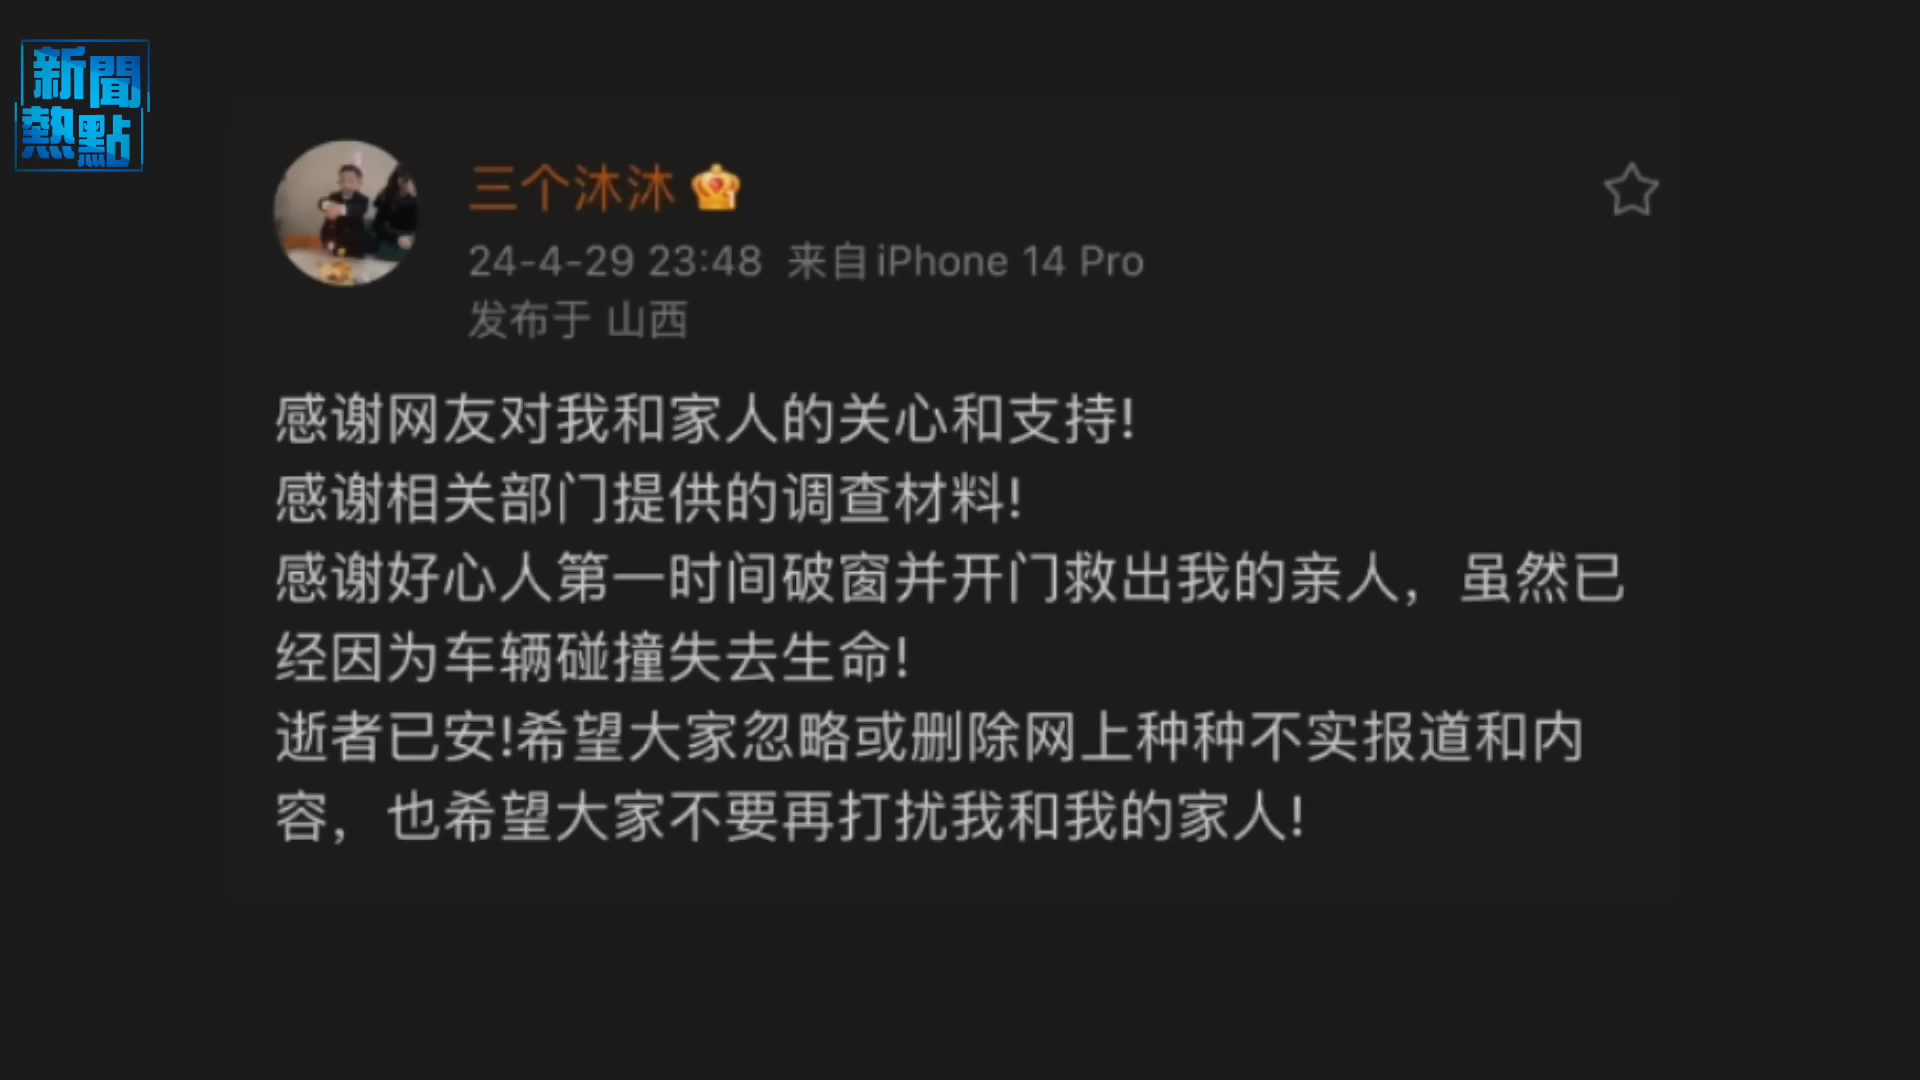 新聞
熱點
三个沐沐
24-4-29 23:48 来自 iPhone 14 Pro
发布于 山西
感谢网友对我和家人的关心和支持!
感谢相关部门提供的调查材料!
感谢好心人第一时间破窗并开门救出我的亲人，虽然已
经因为车辆碰撞失去生命!
逝者已安!希望大家忽略或删除网上种种不实报道和内
容，也希望大家不要再打扰我和我的家人!